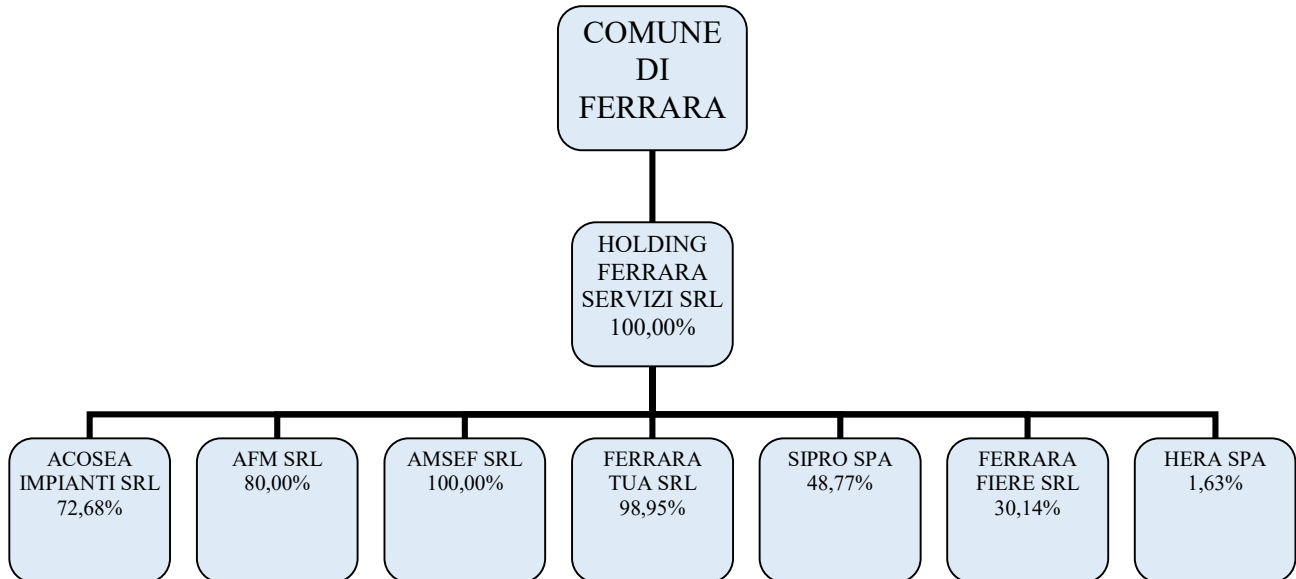 COMUNE
DI
FERRARA
HOLDING
FERRARA
SERVIZI SRL
100,00%
ACOSEA
IMPIANTI SRL
72,68%
AFM SRL
80,00%
AMSEF SRL
100,00%
FERRARA
TUA SRL
98,95%
SIPRO SPA
48,77%
FERRARA
FIERE SRL
30,14%
HERA SPA
1,63%